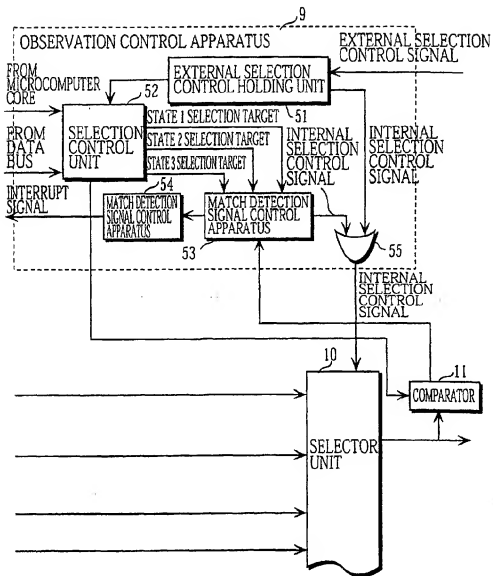 9
OBSERVATION CONTROL APPARATUS
EXTERNAL SELECTION
CONTROL SIGNAL
FROM
MICROCOMPUTER
CORE
52
EXTERNAL SELECTION
CONTROL HOLDING UNIT
51
SELECTION
CONTROL
UNIT
STATE 1 SELECTION TARGET
STATE 2 SELECTION TARGET
STATE 3 SELECTION TARGET
FROM
DATA
BUS
INTERNAL
SELECTION
CONTROL
SIGNAL
INTERNAL
SELECTION
CONTROL
SIGNAL
INTERRUPT
SIGNAL
54
MATCH DETECTION
SIGNAL CONTROL
APPARATUS
MATCH DETECTION
SIGNAL CONTROL
APPARATUS
53
55
INTERNAL
SELECTION
CONTROL
SIGNAL
10
SELECTOR
UNIT
11
COMPARATOR